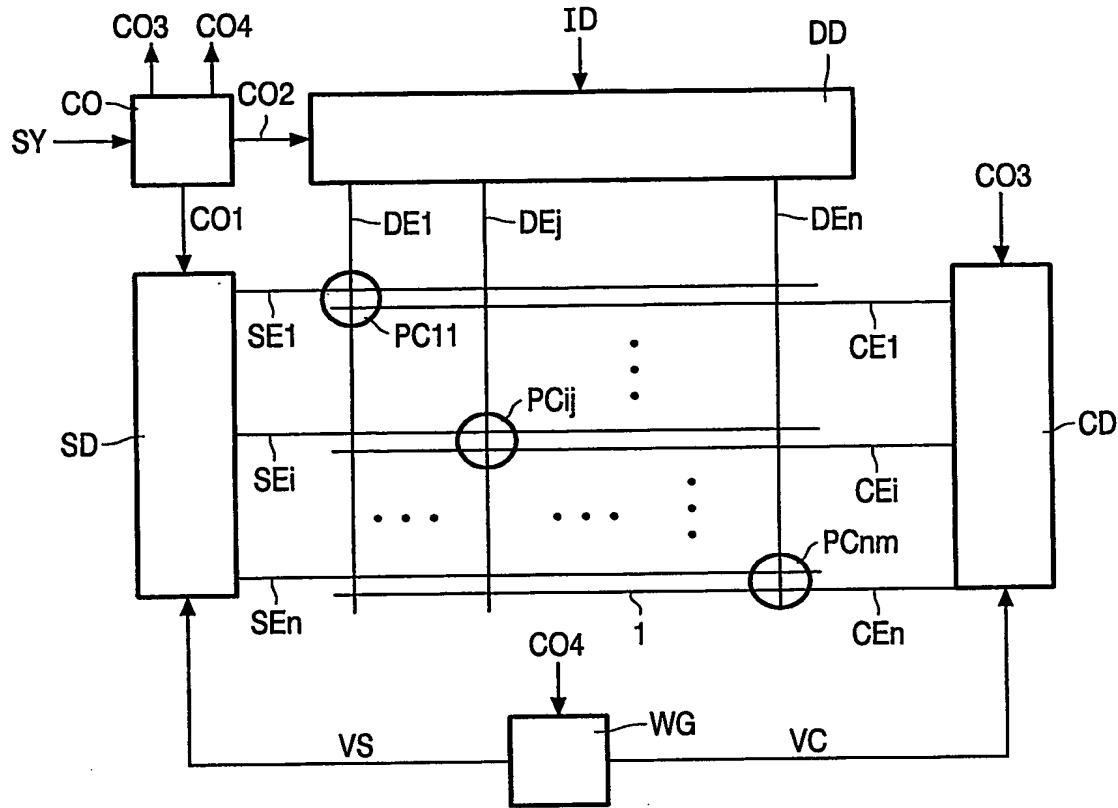 CO3
CO4
ID
DD
CO
CO2
SY
CO1
DE1
DEj
DEn
CO3
SE1
PC11
CE1
PCij
SD
CD
SEi
CEi
PCnm
SEn
1
CEn
CO4
WG
VS
VC